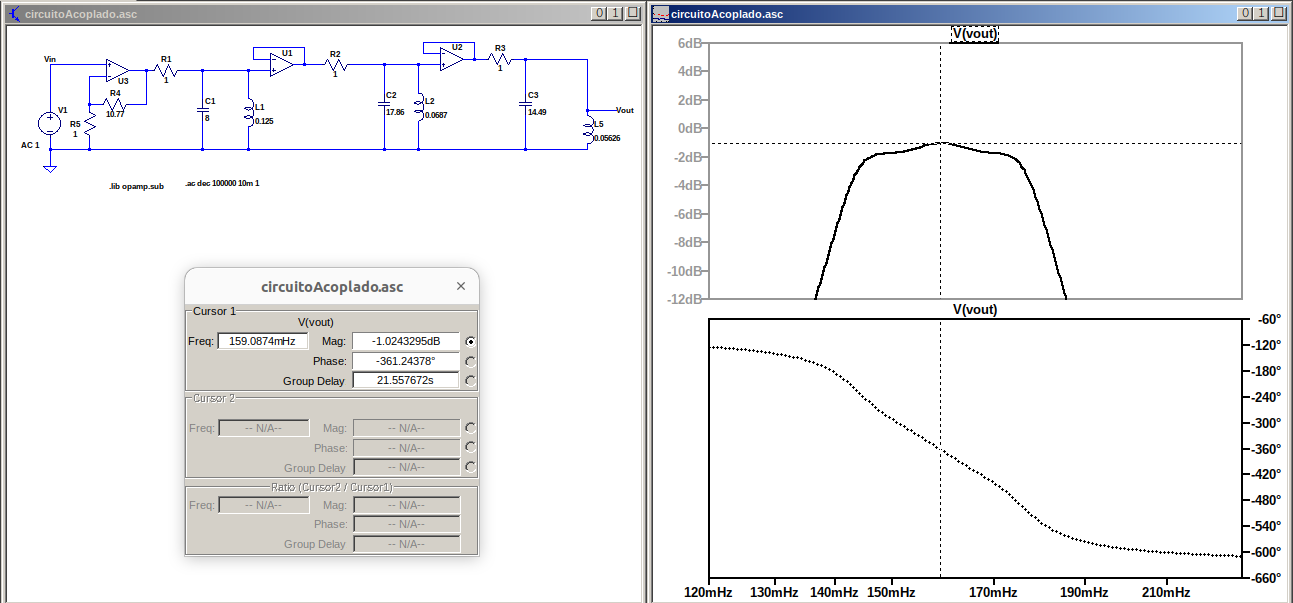 circuitoAcoplado.asc
Vin
V1
AC 1
R5
1
R4
10.77
U3
R1
1
C1
8
L1
0.125
U1
R2
1
C2
17.86
L2
0.0687
U2
R3
1
C3
14.49
Vout
L5
0.05626
.lib opamp.sub
.ac dec 100000 10m 1
circuitoAcoplado.asc
Cursor 1
V(vout)
Freq: 159.0874mHz Mag: -1.0243295dB
Phase: -361.24378°
Group Delay 21.557672s
Cursor 2
Freq: -- N/A-- Mag: -- N/A--
Phase: -- N/A--
Group Delay -- N/A--
Ratio (Cursor2 / Cursor1)
Freq: -- N/A-- Mag: -- N/A--
Phase: -- N/A--
Group Delay -- N/A--
circuitoAcoplado.asc
V(vout)
6dB
4dB
2dB
0dB
-2dB
-4dB
-6dB
-8dB
-10dB
-12dB
V(vout)
-60°
-120°
-180°
-240°
-300°
-360°
-420°
-480°
-540°
-600°
-660°
120mHz 130mHz 140mHz 150mHz 170mHz 190mHz 210mHz